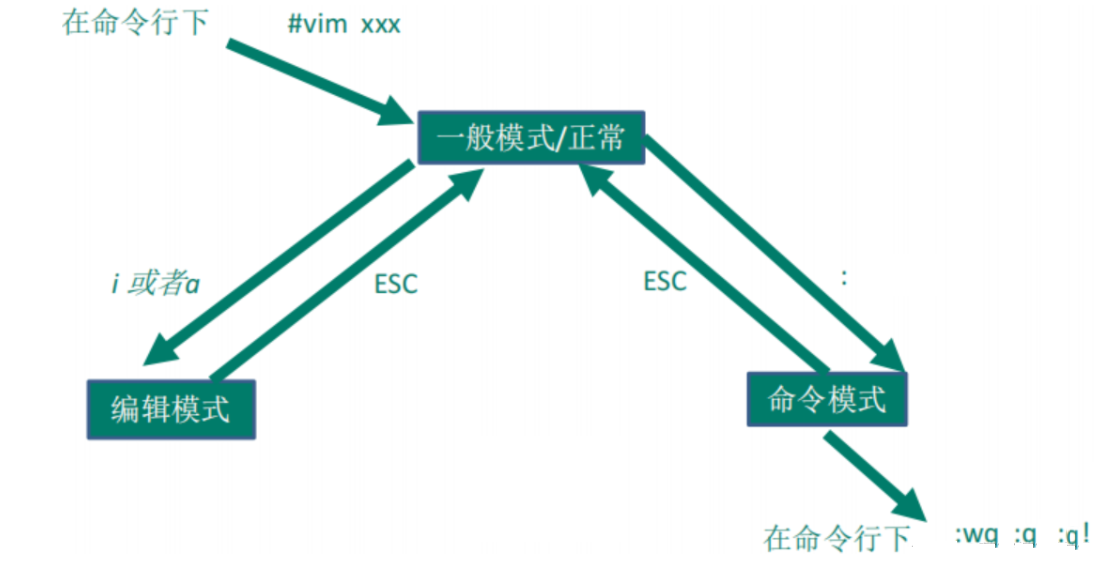 在命令行下 #vim xxx
一般模式/正常
i 或者a
ESC
ESC
:
编辑模式
命令模式
在命令行下 :wq :q :q!